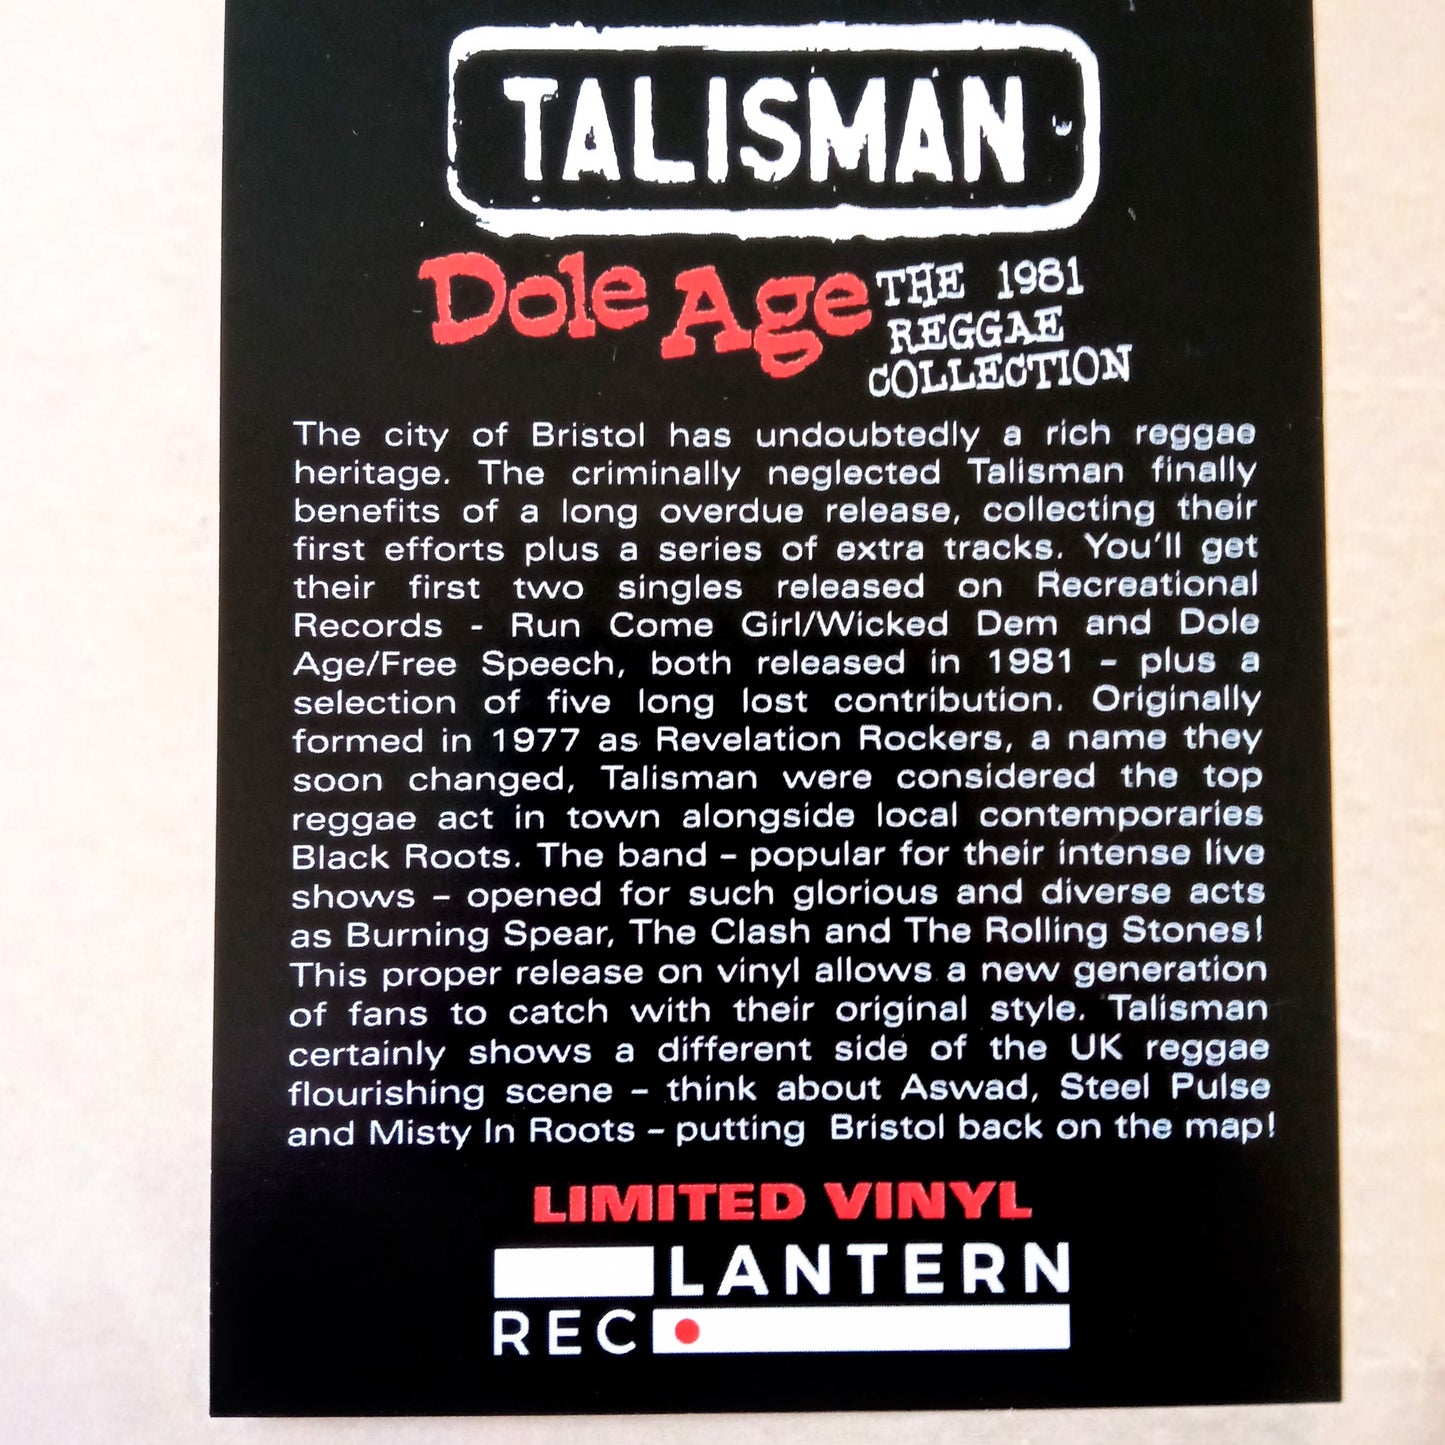 TALISMAN
Dole Age THE 1981
REGGAE
COLLECTION
The city of Bristol has undoubtedly a rich reggae
heritage. The criminally neglected Talisman finally
benefits of a long overdue release, collecting their
first efforts plus a series of extra tracks. You'll get
their first two singles released on Recreational
Records - Run Come Girl/Wicked Dem and Dole
Age/Free Speech, both released in 1981 – plus a
selection of five long lost contribution. Originally
formed in 1977 as Revelation Rockers, a name they
soon changed, Talisman were considered the top
reggae act in town alongside local contemporaries
Black Roots. The band – popular for their intense live
shows – opened for such glorious and diverse acts
as Burning Spear, The Clash and The Rolling Stones!
This proper release on vinyl allows a new generation
of fans to catch with their original style. Talisman
certainly shows a different side of the UK reggae
flourishing scene – think about Aswad, Steel Pulse
and Misty In Roots – putting Bristol back on the map!
LIMITED VINYL
LANTERN
REC